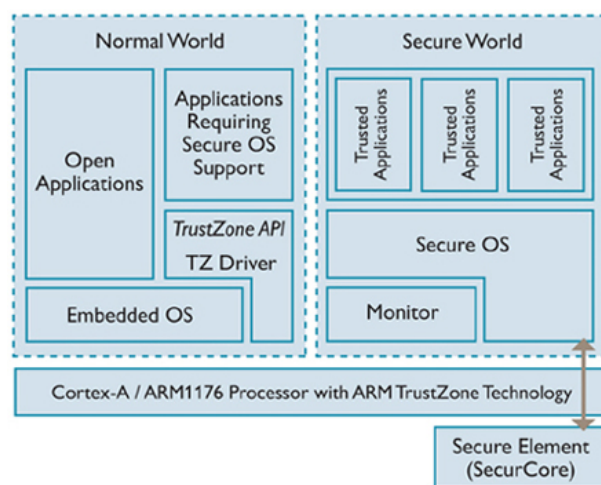 Normal World
Secure World
Open
Applications
Applications
Requiring
Secure OS
Support
TrustZone API
TZ Driver
Embedded OS
Trusted
Applications
Trusted
Applications
Trusted
Applications
Secure OS
Monitor
Cortex-A / ARM1176 Processor with ARM TrustZone Technology
Secure Element
(SecurCore)